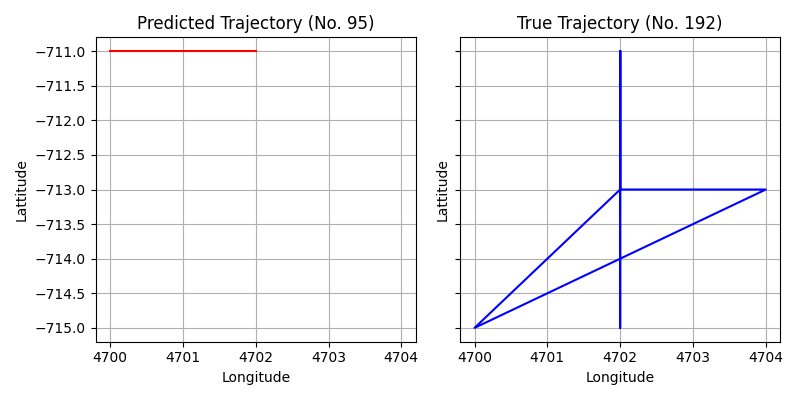 Predicted Trajectory (No. 95)
−711.0
−711.5
−712.0
−712.5
−713.0
−713.5
−714.0
−714.5
−715.0
Lattitude
4700 4701 4702 4703 4704
Longitude
True Trajectory (No. 192)
Lattitude
4700 4701 4702 4703 4704
Longitude